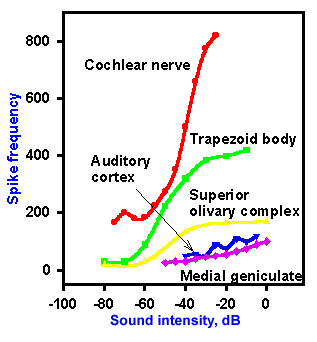 800
Cochlear nerve
600
Trapezoid body
400
Auditory
cortex
Superior
olivary complex
200
Medial geniculate
0
-100 -80 -60 -40 -20 0
Sound intensity, dB
Spike frequency